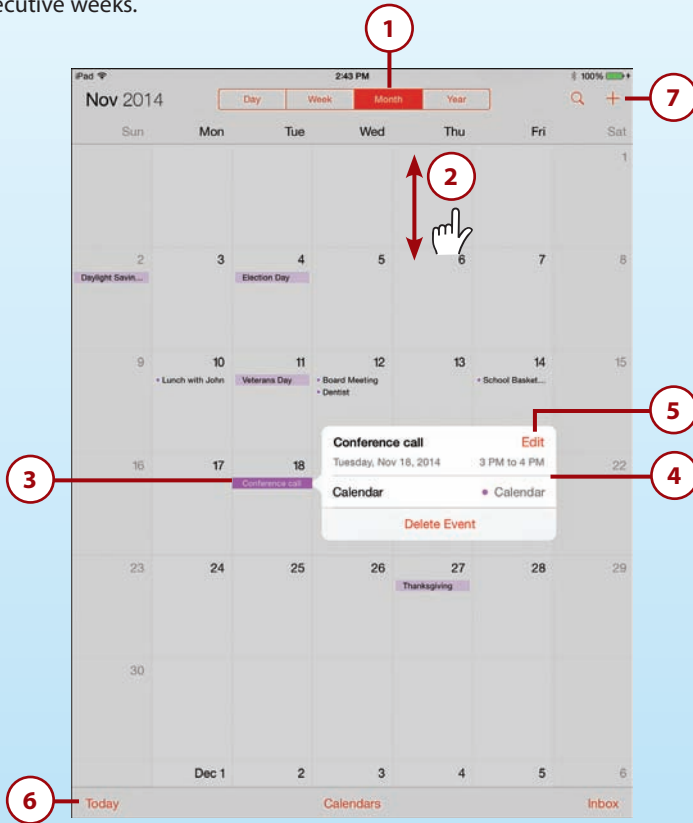 ecutive weeks.
1
iPad 2:43 PM 100%
Nov 2014 Day Week Month Year + 7
Sun Mon Tue Wed Thu Fri Sat
1
2
2 3 4 5 6 7 8
Daylight Savin... Election Day
9 10 11 12 13 14 15
• Lunch with John Veterans Day • Board Meeting • School Basket...
• Dentist
5
Conference call Edit
3 16 17 18 Tuesday, Nov 18, 2014 3 PM to 4 PM 22 4
Conference call
Calendar • Calendar
Delete Event
23 24 25 26 27 28 29
Thanksgiving
30
Dec 1 2 3 4 5 6
6 Today Calendars Inbox